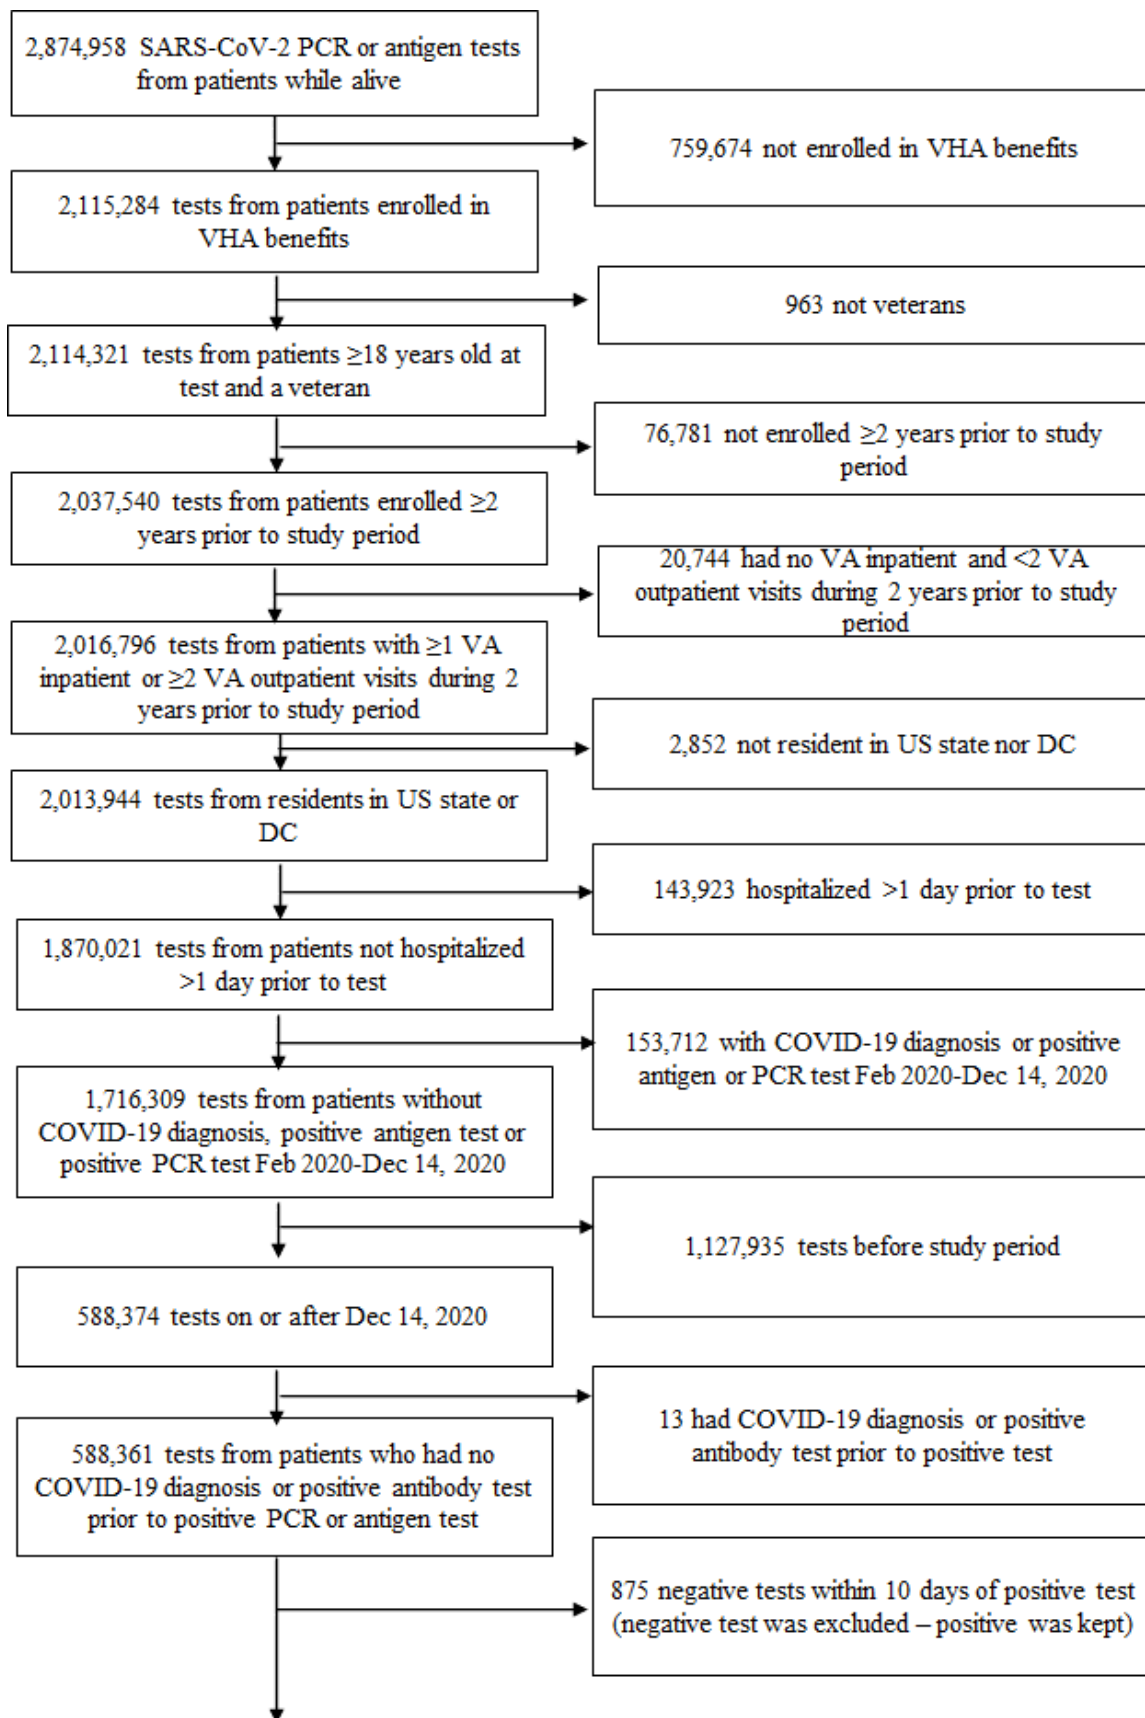 2,874,958 SARS-CoV-2 PCR or antigen tests
from patients while alive
759,674 not enrolled in VHA benefits
2,115,284 tests from patients enrolled in
VHA benefits
963 not veterans
2,114,321 tests from patients ≥18 years old at
test and a veteran
76,781 not enrolled ≥2 years prior to study
period
2,037,540 tests from patients enrolled ≥2
years prior to study period
20,744 had no VA inpatient and <2 VA
outpatient visits during 2 years prior to study
period
2,016,796 tests from patients with ≥1 VA
inpatient or ≥2 VA outpatient visits during 2
years prior to study period
2,852 not resident in US state nor DC
2,013,944 tests from residents in US state or
DC
143,923 hospitalized >1 day prior to test
1,870,021 tests from patients not hospitalized
>1 day prior to test
153,712 with COVID-19 diagnosis or positive
antigen or PCR test Feb 2020-Dec 14, 2020
1,716,309 tests from patients without
COVID-19 diagnosis, positive antigen test or
positive PCR test Feb 2020-Dec 14, 2020
1,127,935 tests before study period
588,374 tests on or after Dec 14, 2020
13 had COVID-19 diagnosis or positive
antibody test prior to positive test
588,361 tests from patients who had no
COVID-19 diagnosis or positive antibody test
prior to positive PCR or antigen test
875 negative tests within 10 days of positive test
(negative test was excluded – positive was kept)